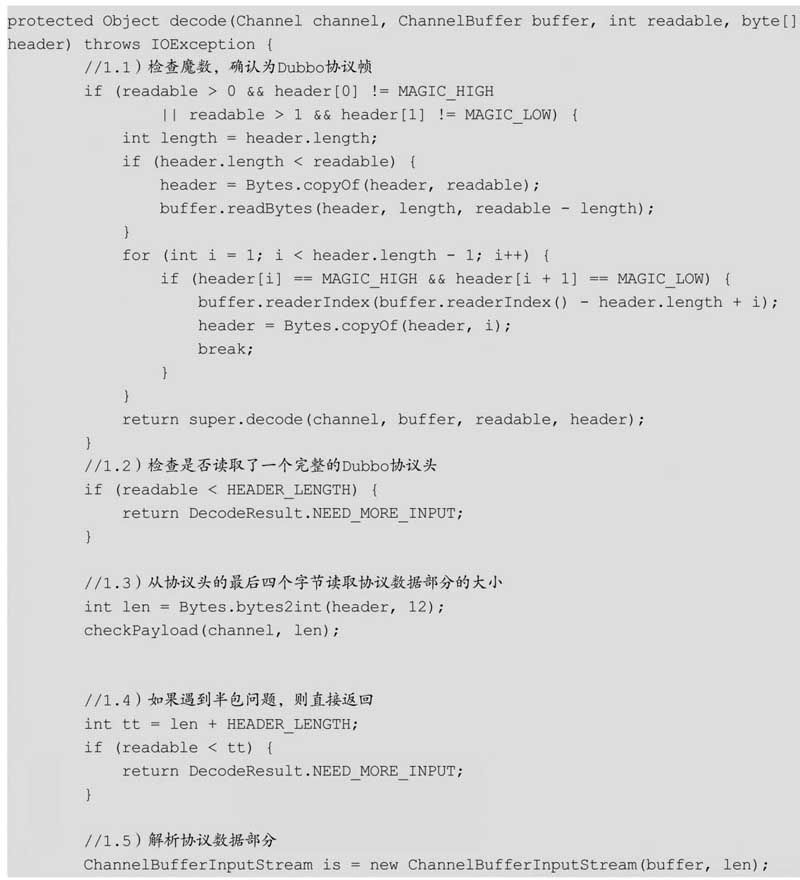 protected Object decode(Channel channel, ChannelBuffer buffer, int readable, byte[]
header) throws IOException {
        //1.1）检查魔数，确认为Dubbo协议帧
        if (readable > 0 && header[0] != MAGIC_HIGH
                || readable > 1 && header[1] != MAGIC_LOW) {
            int length = header.length;
            if (header.length < readable) {
                header = Bytes.copyOf(header, readable);
                buffer.readBytes(header, length, readable - length);
            }
            for (int i = 1; i < header.length - 1; i++) {
                if (header[i] == MAGIC_HIGH && header[i + 1] == MAGIC_LOW) {
                    buffer.readerIndex(buffer.readerIndex() - header.length + i);
                    header = Bytes.copyOf(header, i);
                    break;
                }
            }
            return super.decode(channel, buffer, readable, header);
        }
        //1.2）检查是否读取了一个完整的Dubbo协议头
        if (readable < HEADER_LENGTH) {
            return DecodeResult.NEED_MORE_INPUT;
        }

        //1.3）从协议头的最后四个字节读取协议数据部分的大小
        int len = Bytes.bytes2int(header, 12);
        checkPayload(channel, len);

        //1.4）如果遇到半包问题，则直接返回
        int tt = len + HEADER_LENGTH;
        if (readable < tt) {
            return DecodeResult.NEED_MORE_INPUT;
        }

        //1.5）解析协议数据部分
        ChannelBufferInputStream is = new ChannelBufferInputStream(buffer, len);